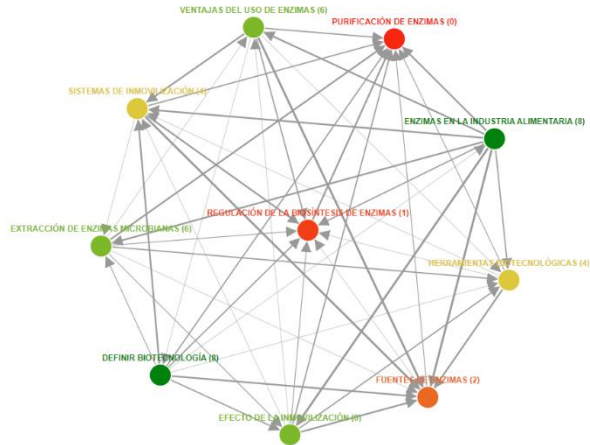 VENTAJAS DEL USO DE ENZIMAS (6)
PURIFICACIÓN DE ENZIMAS (0)
SISTEMAS DE INMOVILIZACIÓN (4)
ENZIMAS EN LA INDUSTRIA ALIMENTARIA (8)
REGULACIÓN DE LA BIOSÍNTESIS DE ENZIMAS (1)
EXTRACCIÓN DE ENZIMAS MICROBIANAS (6)
HERRAMIENTAS BIOTECNOLÓGICAS (4)
DEFINIR BIOTECNOLOGÍA (8)
FUENTES DE ENZIMAS (2)
EFECTO DE LA INMOVILIZACIÓN (6)